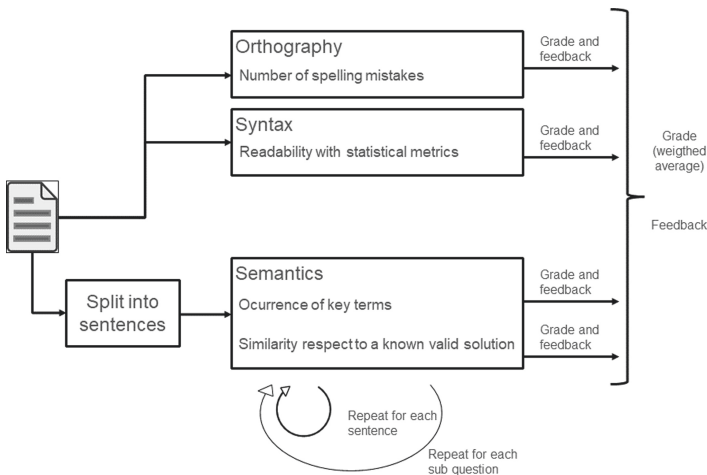 Orthography
Number of spelling mistakes
Grade and
feedback
Syntax
Readability with statistical metrics
Grade and
feedback
Grade
(weigthed
average)
Feedback
Split into
sentences
Semantics
Ocurrence of key terms
Similarity respect to a known valid solution
Grade and
feedback
Grade and
feedback
Repeat for each
sentence
Repeat for each
sub question